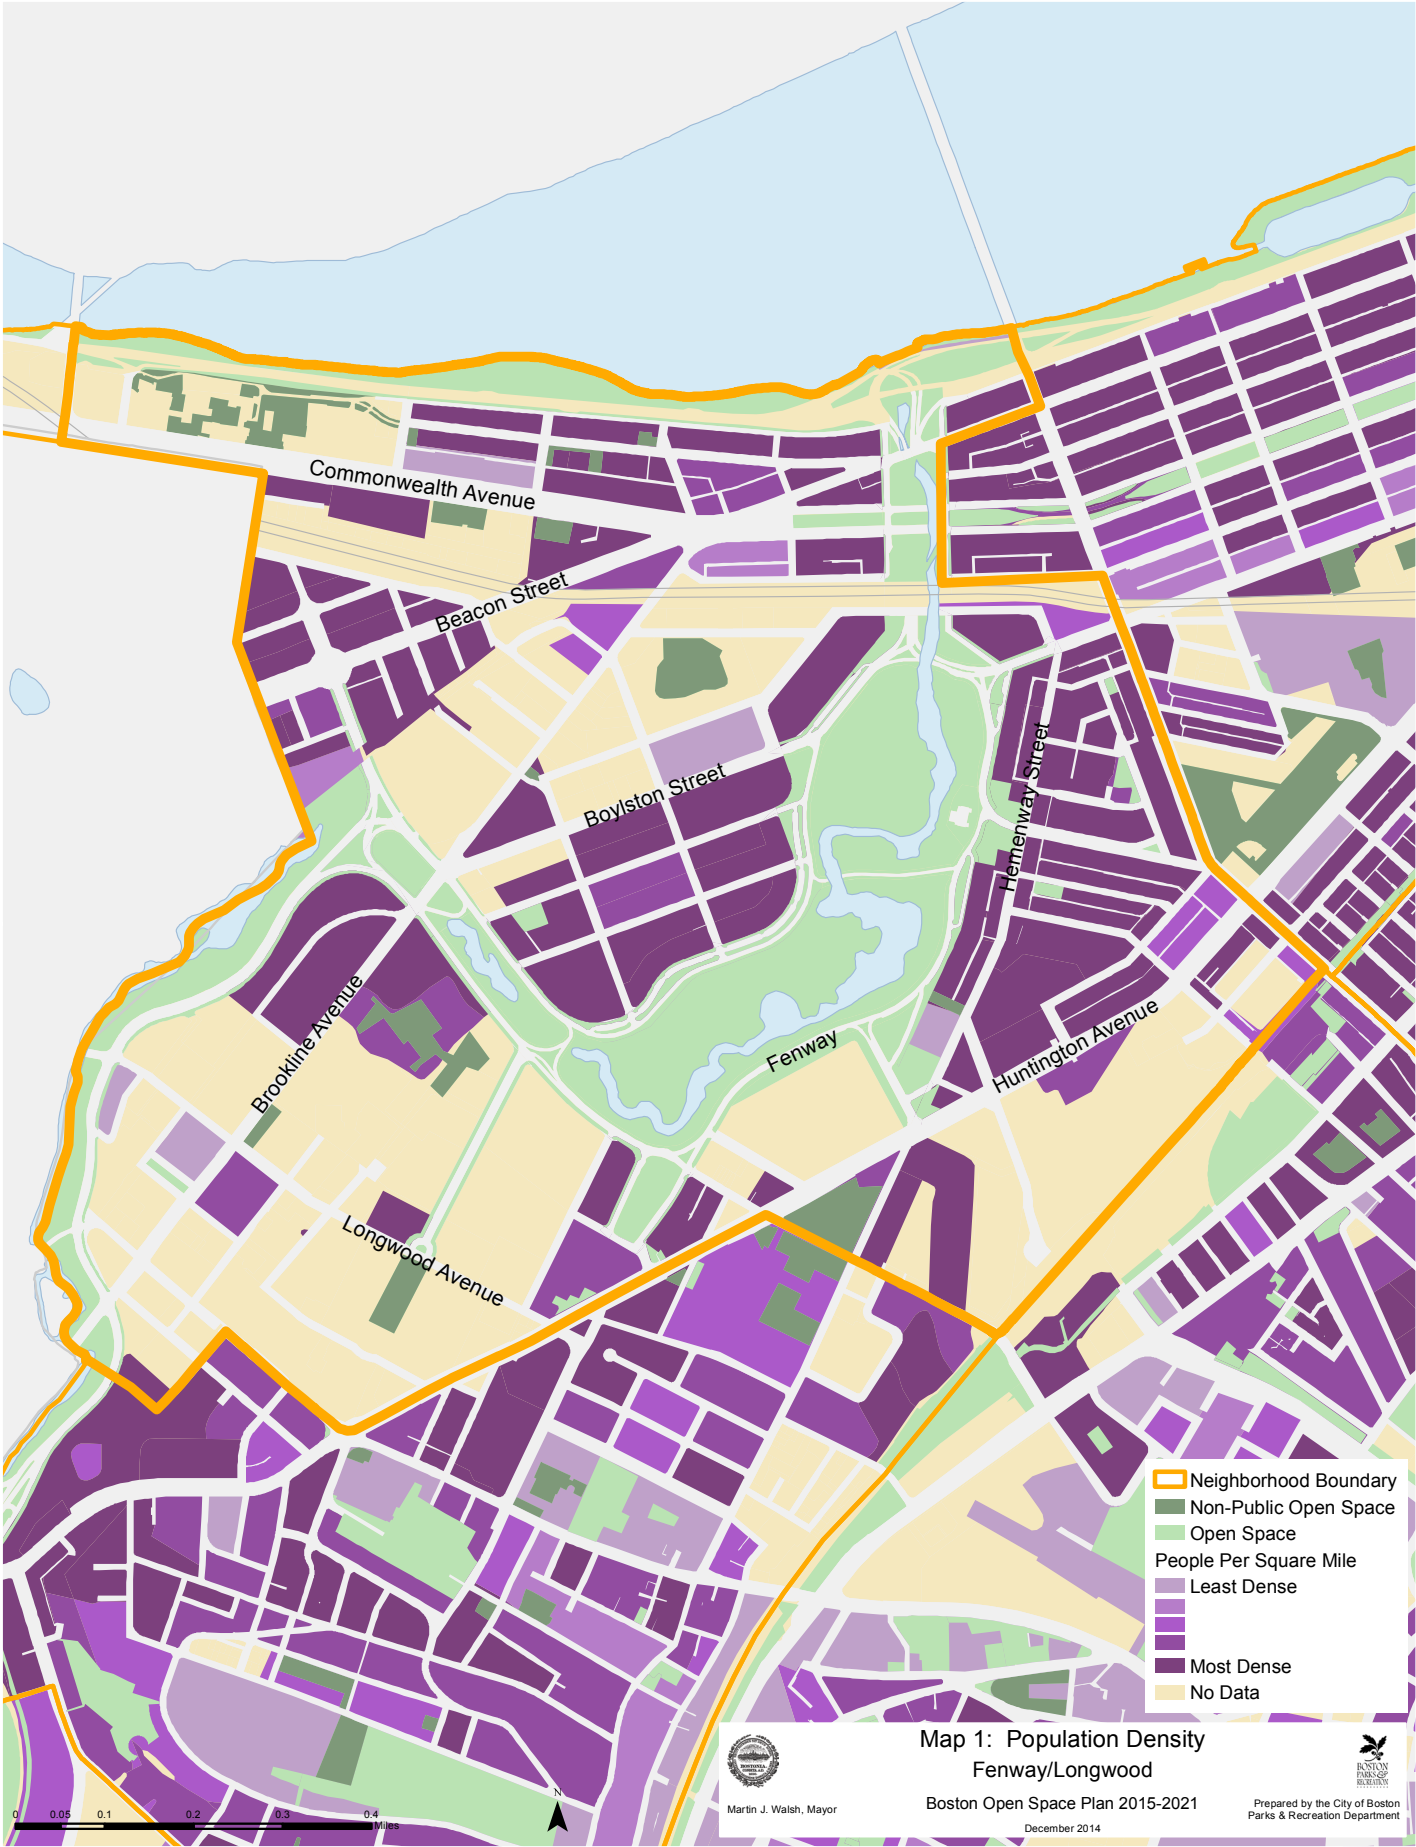 Commonwealth Avenue
Beacon Street
Boylston Street
Hemenway Street
Brookline Avenue
Fenway
Huntington Avenue
Longwood Avenue
Neighborhood Boundary
Non-Public Open Space
Open Space
People Per Square Mile
Least Dense
Most Dense
No Data
Map 1: Population Density
Fenway/Longwood
Boston Open Space Plan 2015-2021
December 2014
Martin J. Walsh, Mayor
BOSTON
PARKS &
RECREATION
Prepared by the City of Boston
Parks & Recreation Department
N
0 0.05 0.1 0.2 0.3 0.4
Miles